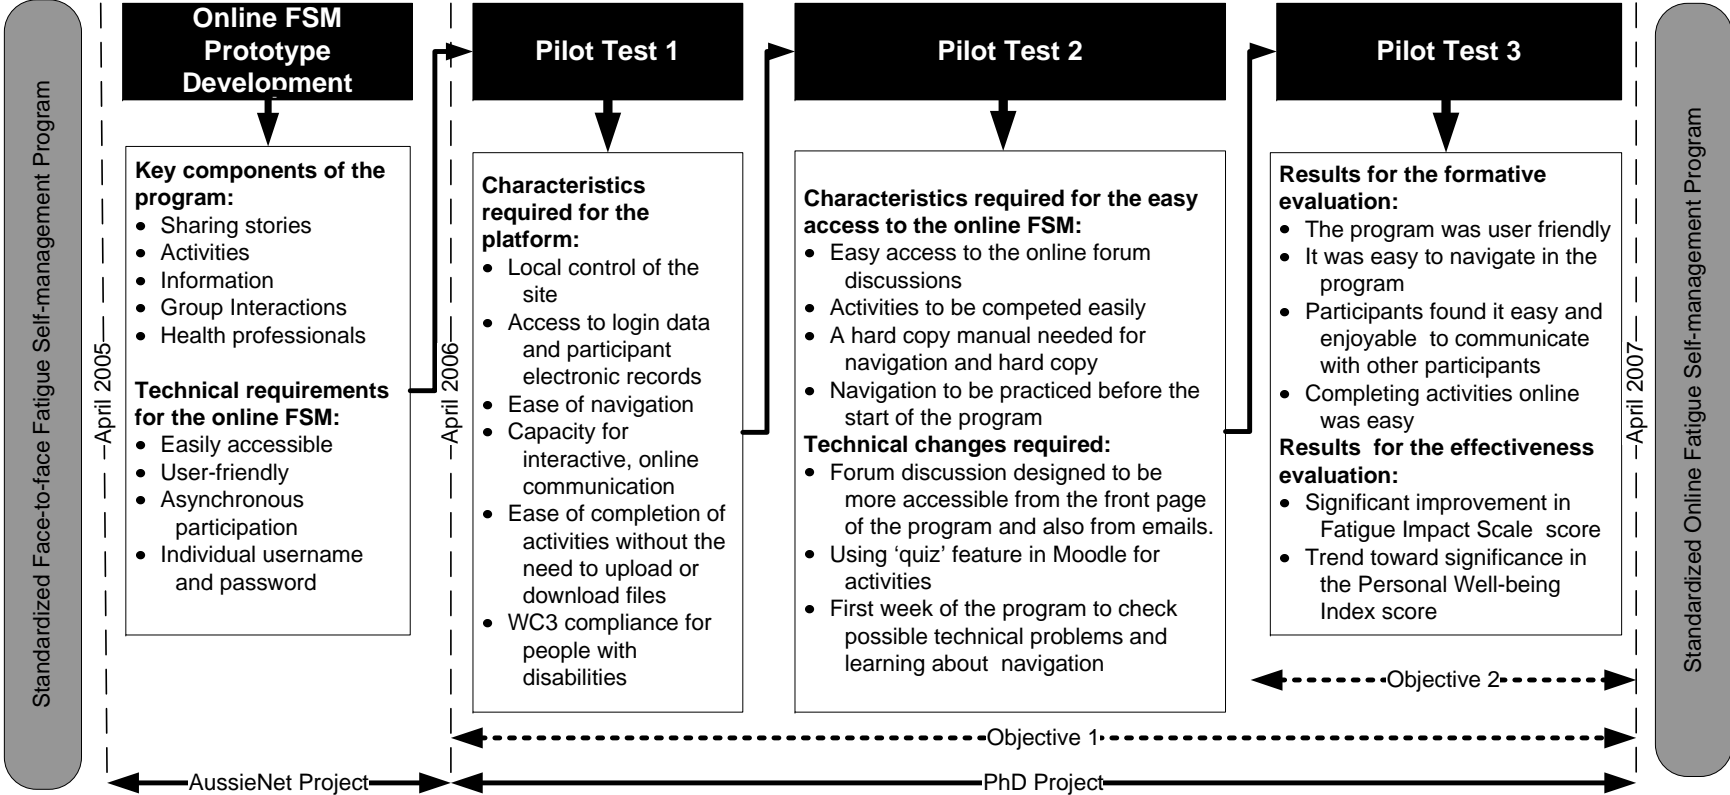 Standardized Face-to-face Fatigue Self-management Program
April 2005
Online FSM
Prototype
Development
Key components of the
program:
• Sharing stories
• Activities
• Information
• Group Interactions
• Health professionals
Technical requirements
for the online FSM:
• Easily accessible
• User-friendly
• Asynchronous
participation
• Individual username
and password
April 2006
Pilot Test 1
Characteristics
required for the
platform:
• Local control of the
site
• Access to login data
and participant
electronic records
• Ease of navigation
• Capacity for
interactive, online
communication
• Ease of completion of
activities without the
need to upload or
download files
• WC3 compliance for
people with
disabilities
Pilot Test 2
Characteristics required for the easy
access to the online FSM:
• Easy access to the online forum
discussions
• Activities to be competed easily
• A hard copy manual needed for
navigation and hard copy
• Navigation to be practiced before the
start of the program
Technical changes required:
• Forum discussion designed to be
more accessible from the front page
of the program and also from emails.
• Using ‘quiz’ feature in Moodle for
activities
• First week of the program to check
possible technical problems and
learning about navigation
Pilot Test 3
Results for the formative
evaluation:
• The program was user friendly
• It was easy to navigate in the
program
• Participants found it easy and
enjoyable to communicate
with other participants
• Completing activities online
was easy
Results for the effectiveness
evaluation:
• Significant improvement in
Fatigue Impact Scale score
• Trend toward significance in
the Personal Well-being
Index score
April 2007
Standardized Online Fatigue Self-management Program
Objective 2
Objective 1
AussieNet Project
PhD Project